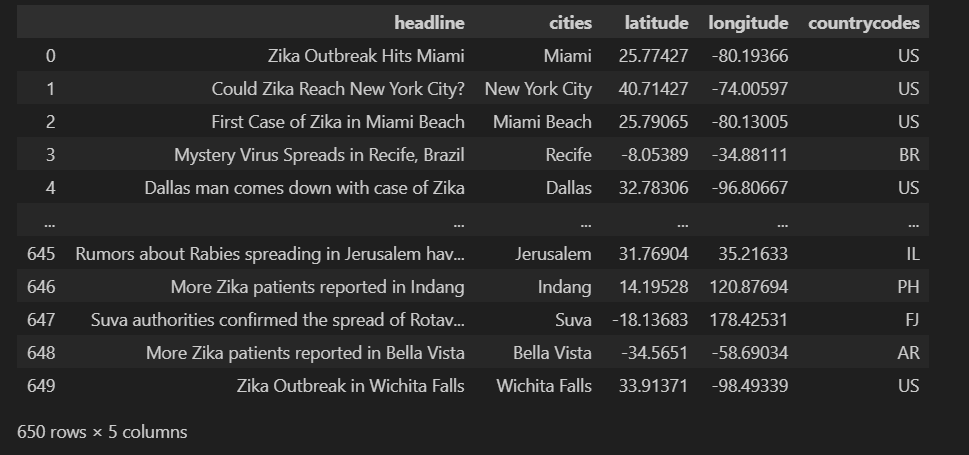 headline cities latitude longitude countrycodes
0 Zika Outbreak Hits Miami Miami 25.77427 -80.19366 US
1 Could Zika Reach New York City? New York City 40.71427 -74.00597 US
2 First Case of Zika in Miami Beach Miami Beach 25.79065 -80.13005 US
3 Mystery Virus Spreads in Recife, Brazil Recife -8.05389 -34.88111 BR
4 Dallas man comes down with case of Zika Dallas 32.78306 -96.80667 US
... ... ... ... ... ...
645 Rumors about Rabies spreading in Jerusalem hav... Jerusalem 31.76904 35.21633 IL
646 More Zika patients reported in Indang Indang 14.19528 120.87694 PH
647 Suva authorities confirmed the spread of Rotav... Suva -18.13683 178.42531 FJ
648 More Zika patients reported in Bella Vista Bella Vista -34.5651 -58.69034 AR
649 Zika Outbreak in Wichita Falls Wichita Falls 33.91371 -98.49339 US
650 rows × 5 columns